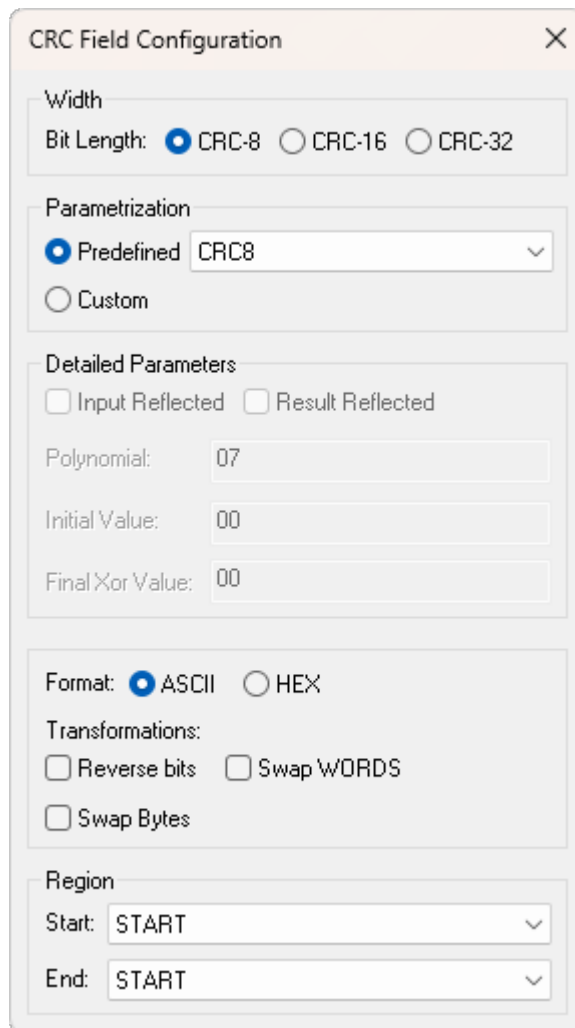 CRC Field Configuration
Width
Bit Length: CRC-8 CRC-16 CRC-32
Parametrization
Predefined CRC8
Custom
Detailed Parameters
Input Reflected Result Reflected
Polynomial: 07
Initial Value: 00
Final Xor Value: 00
Format: ASCII HEX
Transformations:
Reverse bits Swap WORDS
Swap Bytes
Region
Start: START
End: START